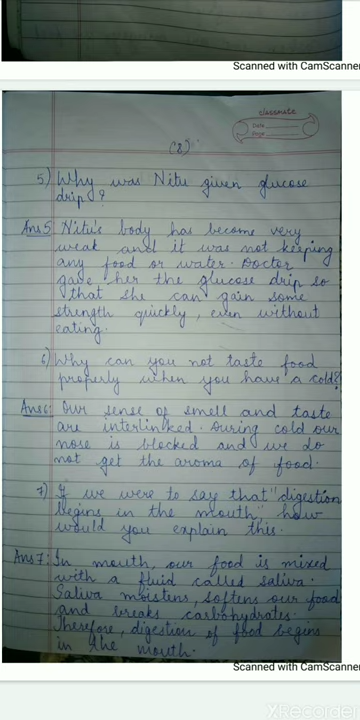 Scanned with CamScanner
classmate
Date
Page
(8)
5) Why was Nitu given glucose
drip?
Ans5: Nitu's body has become very
weak and it was not keeping
any food or water. Doctor
gave her the glucose drip so
that she can gain some
strength quickly, even without
eating.
6) Why can you not taste food
properly when you have a cold?
Ans6: Our sense of smell and taste
are interlinked. During cold our
nose is blocked and we do
not get the aroma of food.
7) If we were to say that "digestion
begins in the mouth", how
would you explain this.
Ans7: In mouth, our food is mixed
with a fluid called saliva.
Saliva moistens, softens our food
and breaks carbohydrates.
Therefore, digestion of food begins
in the mouth.
Scanned with CamScanner
XRecorder